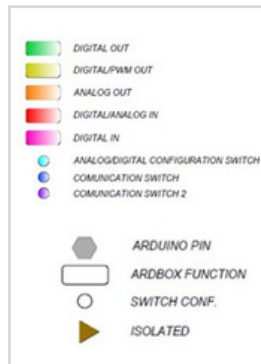 DIGITAL OUT
DIGITAL/PWM OUT
ANALOG OUT
DIGITAL/ANALOG IN
DIGITAL IN
ANALOG/DIGITAL CONFIGURATION SWITCH
COMUNICATION SWITCH
COMUNICATION SWITCH 2
ARDUINO PIN
ARDBOX FUNCTION
SWITCH CONF.
ISOLATED